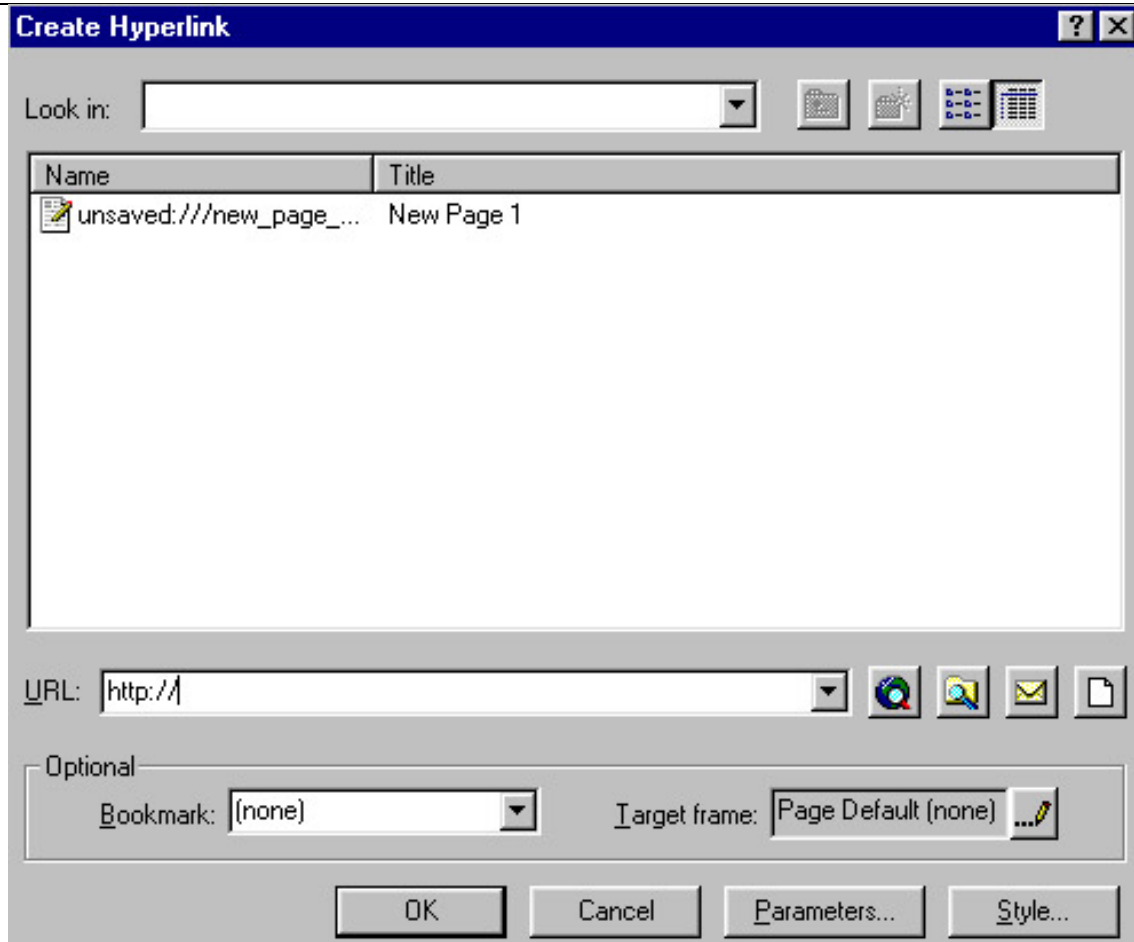 Create Hyperlink
Look in:
Name Title
unsaved:///new_page_... New Page 1
URL: http://
Optional
Bookmark: (none) Target frame: Page Default (none) ...
OK Cancel Parameters... Style...